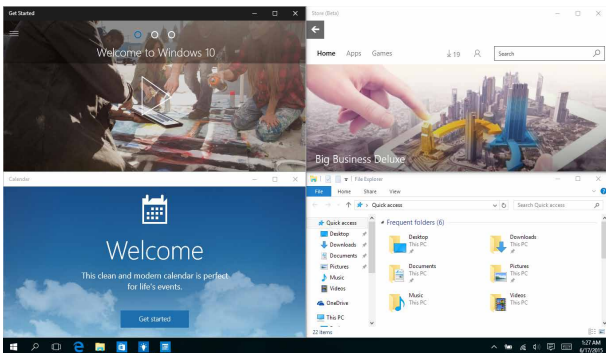 Get Started
Welcome to Windows 10
Store (Beta)
Home Apps Games
19
Search
Big Business Deluxe
Calendar
Welcome
This clean and modern calendar is perfect
for life's events.
Get started
File Explorer
File Home Share View
Quick access
Search Quick access
Quick access
Desktop
Downloads
Documents
Pictures
Music
Videos
OneDrive
This PC
Frequent folders (6)
Desktop
This PC
Downloads
This PC
Documents
This PC
Pictures
This PC
Music
This PC
Videos
This PC
22 items
1:27 AM
6/17/2015